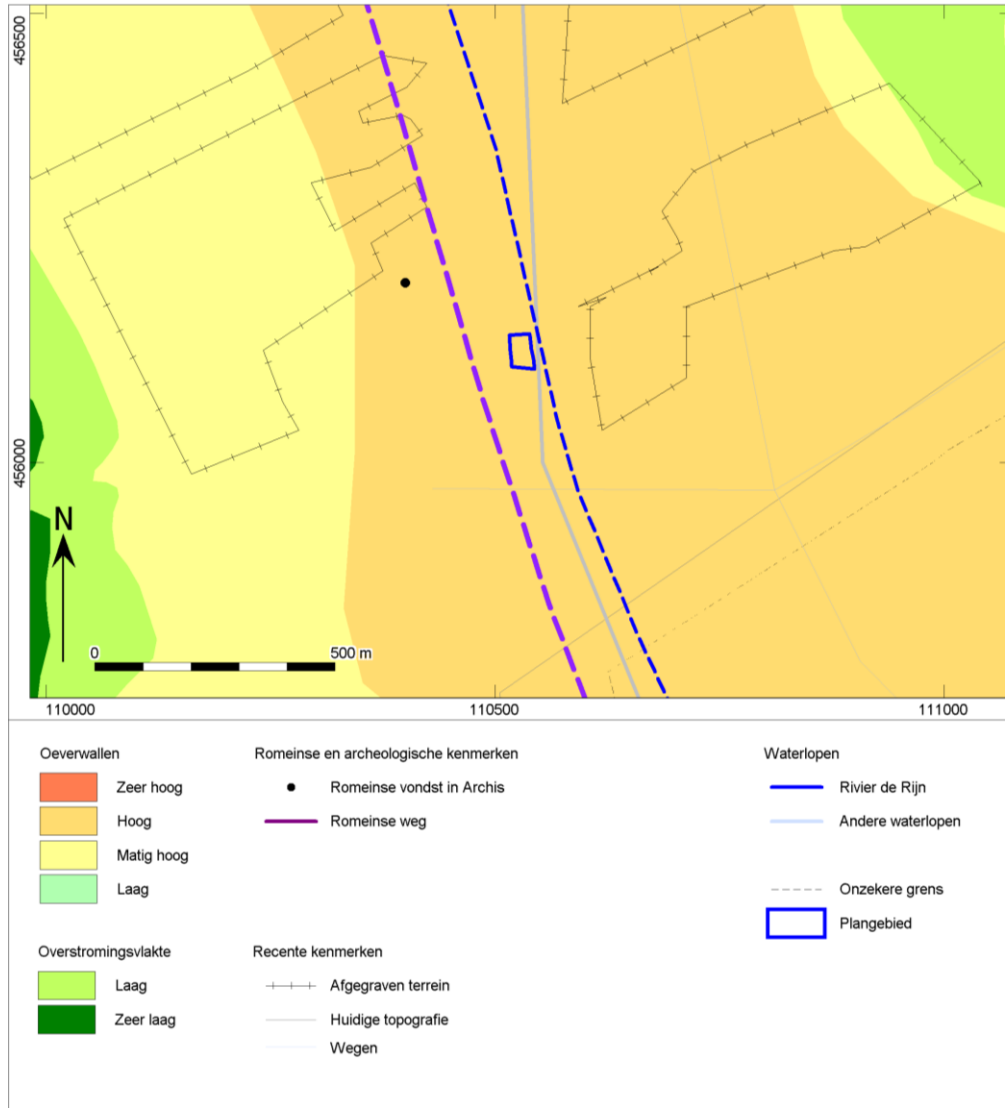 456500
456000
N
0 500 m
110000 110500 111000
Oeverwallen
Zeer hoog
Hoog
Matig hoog
Laag
Overstromingsvlakte
Laag
Zeer laag
Romeinse en archeologische kenmerken
Romeinse vondst in Archis
Romeinse weg
Recente kenmerken
Afgegraven terrein
Huidige topografie
Wegen
Waterlopen
Rivier de Rijn
Andere waterlopen
Onzekere grens
Plangebied